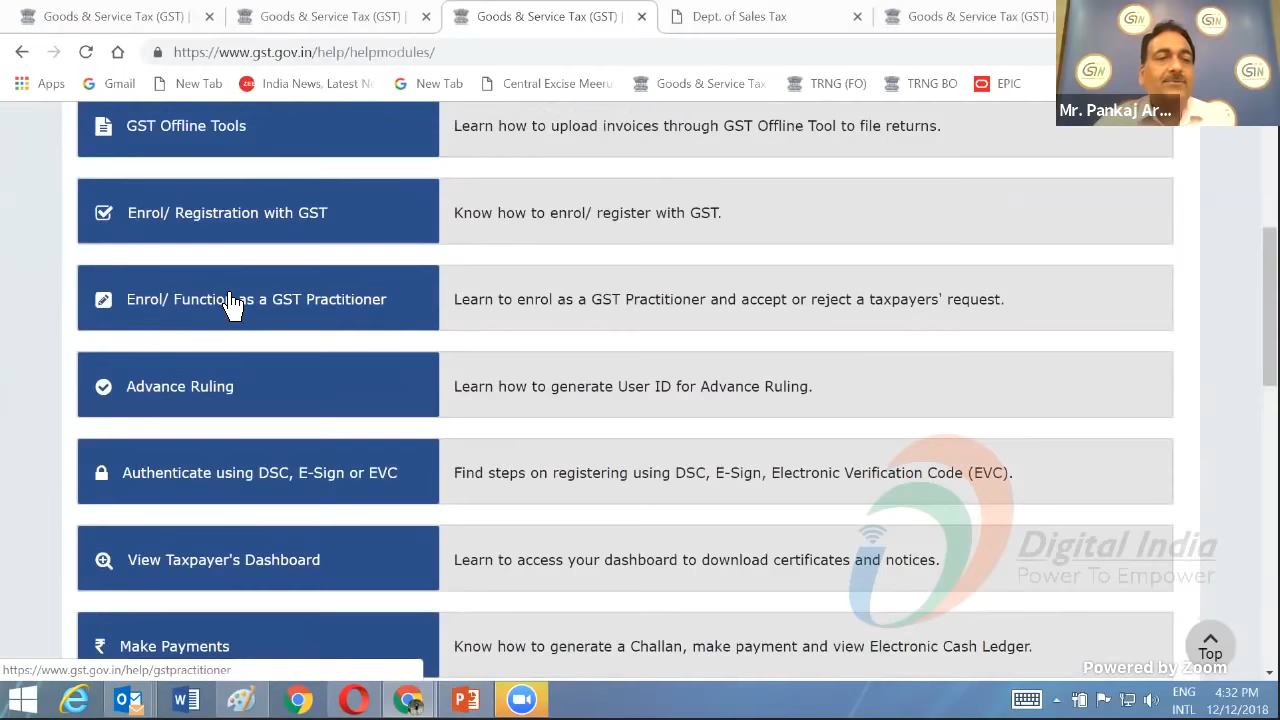 Goods & Service Tax (GST) |
Goods & Service Tax (GST) |
Goods & Service Tax (GST) |
Dept. of Sales Tax
Goods & Service Tax (GST)
https://www.gst.gov.in/help/helpmodules/
Apps
Gmail
New Tab
India News, Latest Ne
New Tab
Central Excise Meeru
Goods & Service Tax
TRNG (FO)
TRNG BO
EPIC
Mr. Pankaj Ar...
GST Offline Tools
Learn how to upload invoices through GST Offline Tool to file returns.
Enrol/ Registration with GST
Know how to enrol/ register with GST.
Enrol/ Function as a GST Practitioner
Learn to enrol as a GST Practitioner and accept or reject a taxpayers' request.
Advance Ruling
Learn how to generate User ID for Advance Ruling.
Authenticate using DSC, E-Sign or EVC
Find steps on registering using DSC, E-Sign, Electronic Verification Code (EVC).
View Taxpayer's Dashboard
Learn to access your dashboard to download certificates and notices.
Digital India
Power To Empower
Make Payments
Know how to generate a Challan, make payment and view Electronic Cash Ledger.
Top
Powered by Zoom
https://www.gst.gov.in/help/gstpractitioner
ENG
INTL
4:32 PM
12/12/2018